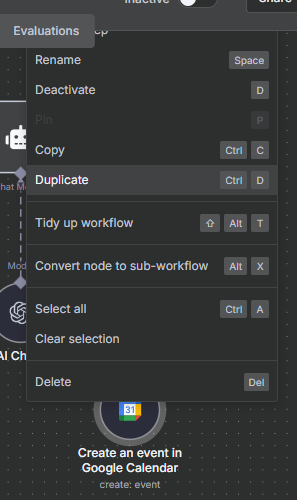 Inactive
Share
Evaluations
Rename Space
Deactivate D
Pin P
Copy Ctrl C
Duplicate Ctrl D
Tidy up workflow ⇧ Alt T
Convert node to sub-workflow Alt X
Select all Ctrl A
Clear selection
Delete Del
31
Create an event in
Google Calendar
create: event